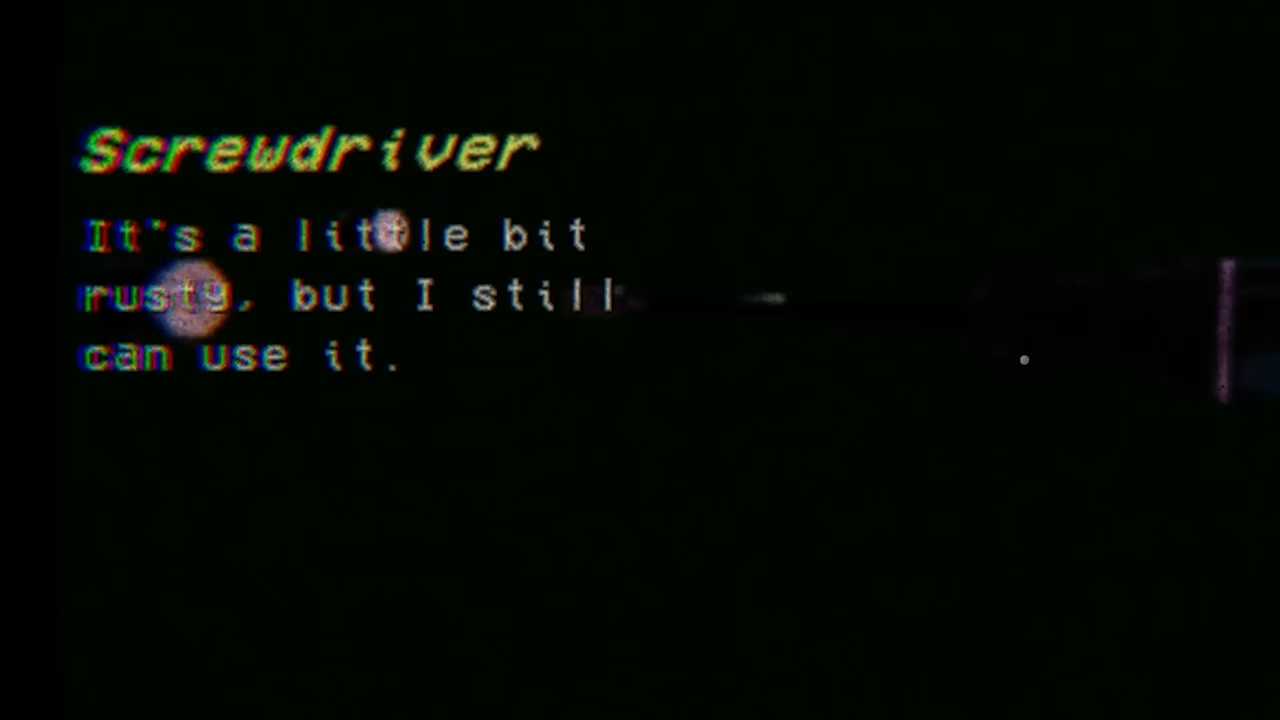 Screwdriver
It's a little bit
rusty, but I still
can use it.